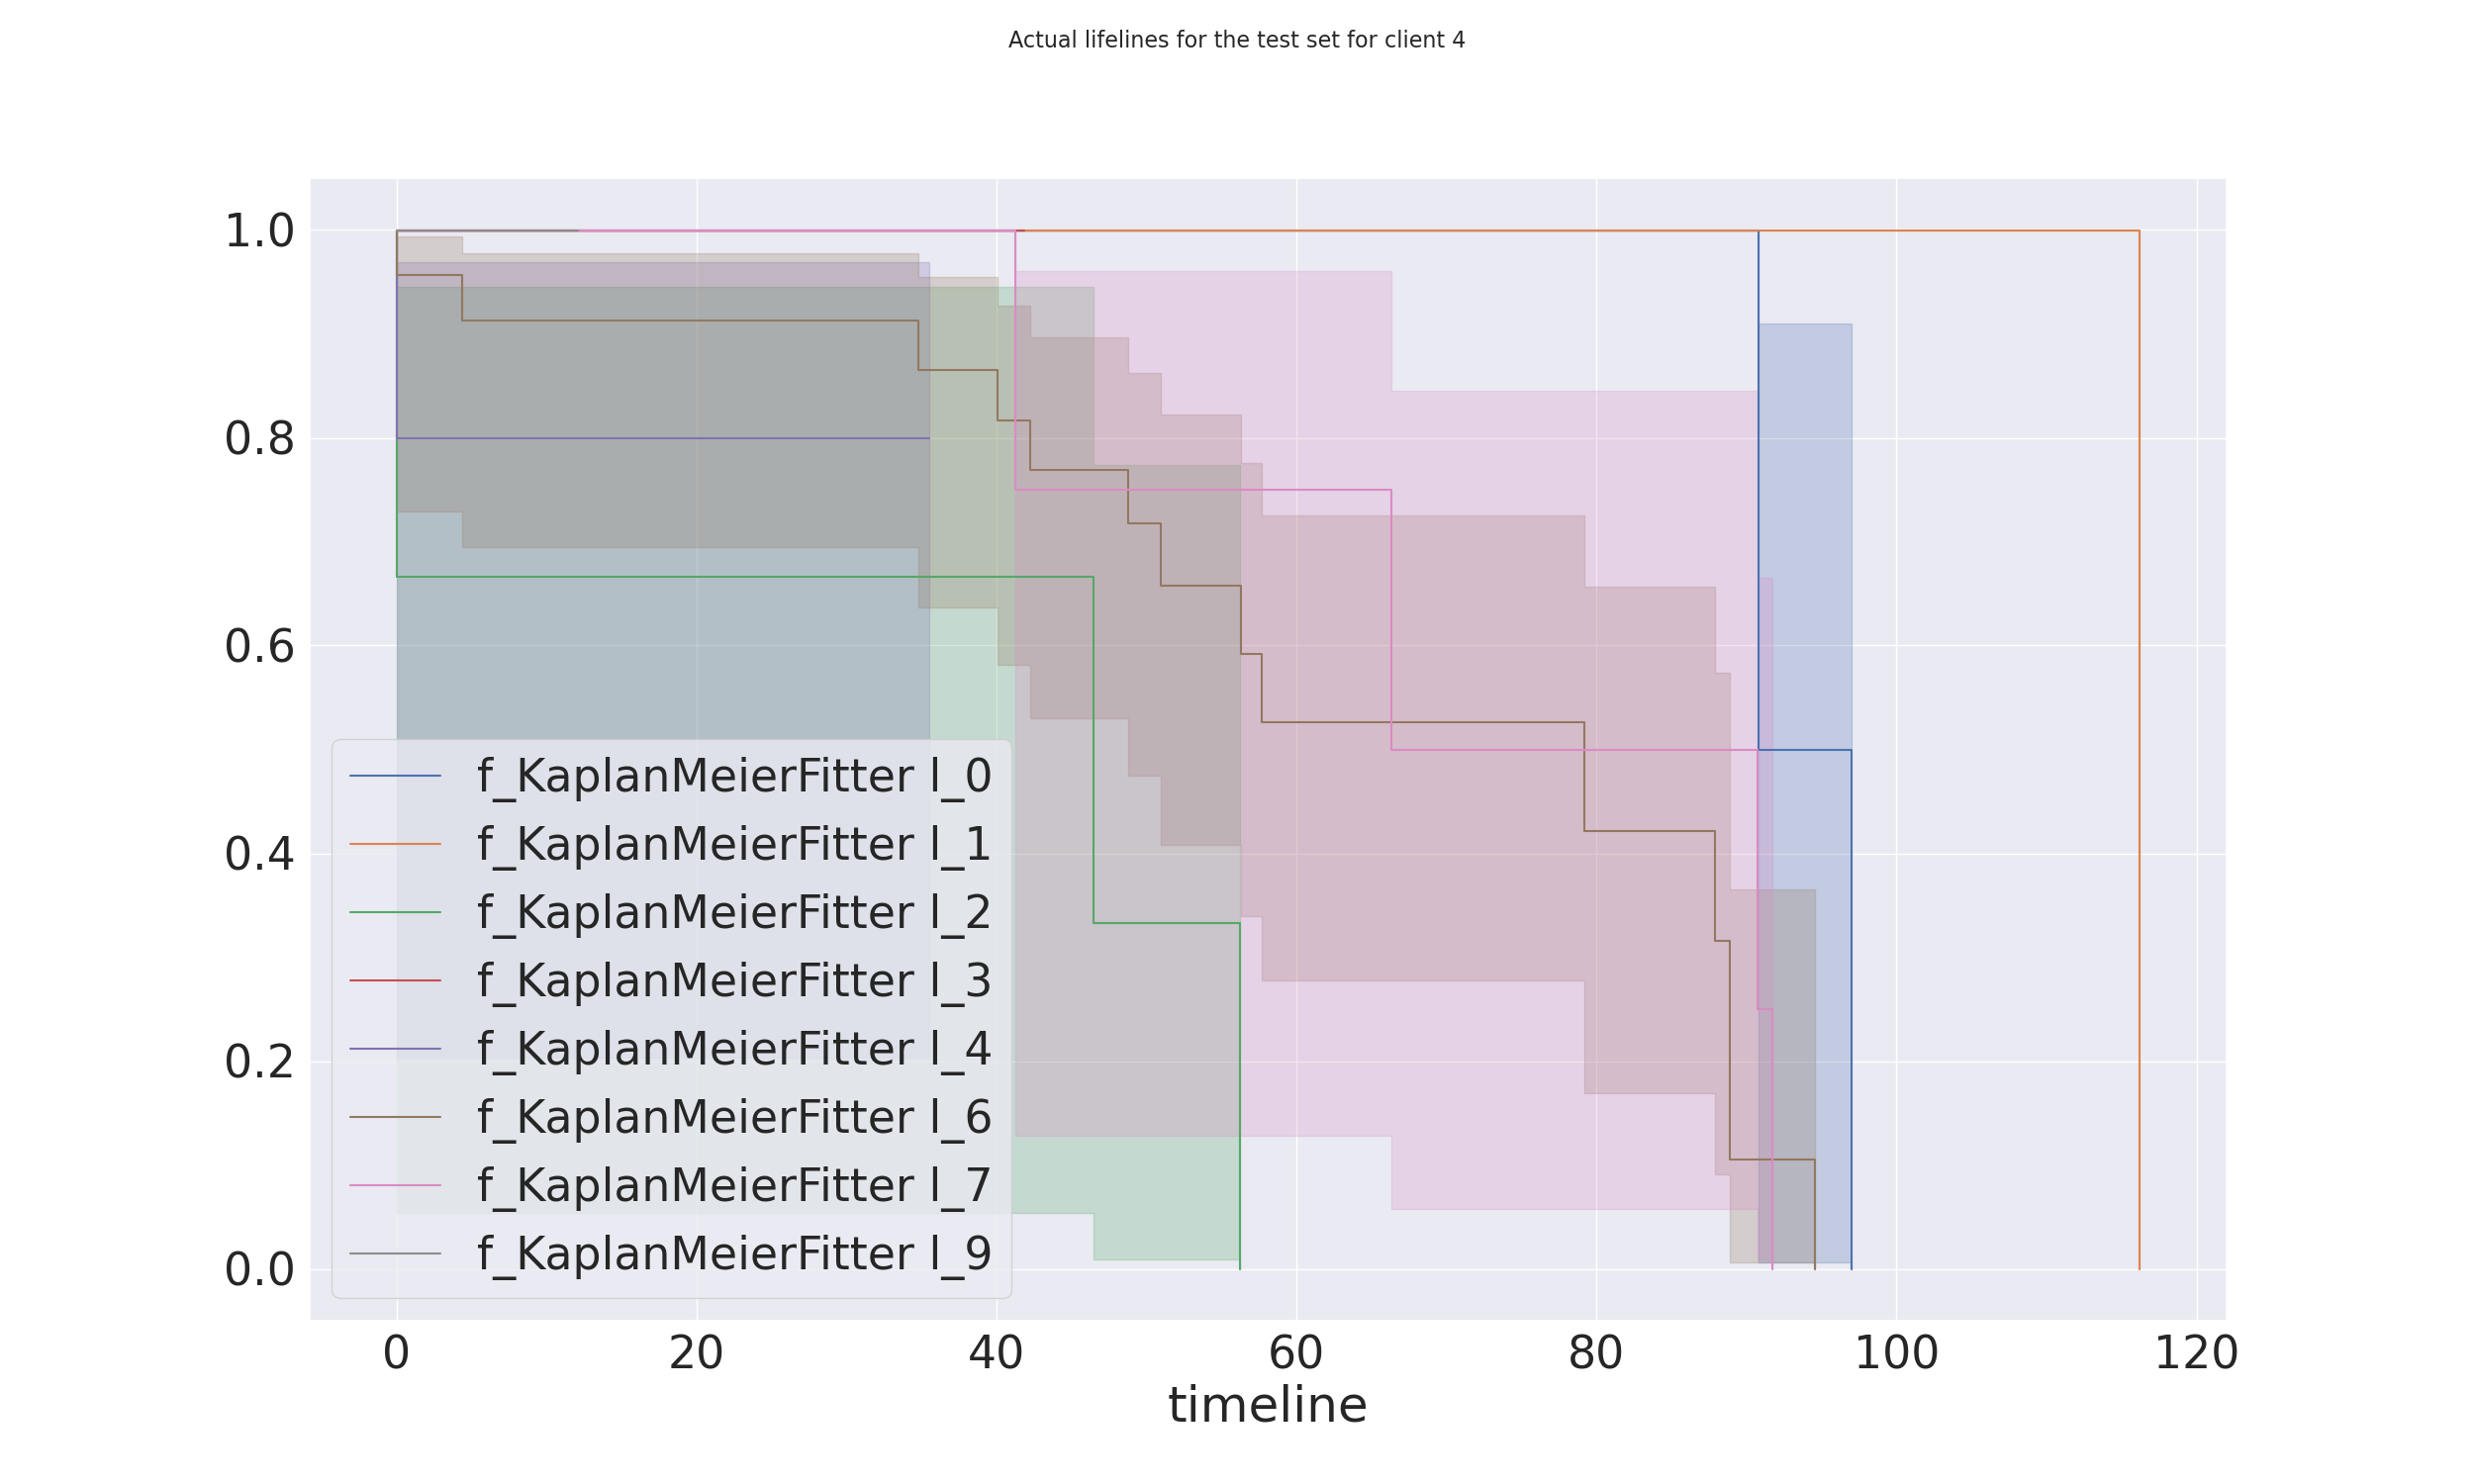 Actual lifelines for the test set for client 4
1.0
0.8
0.6
0.4
0.2
0.0
f_KaplanMeierFitter l_0
f_KaplanMeierFitter l_1
f_KaplanMeierFitter l_2
f_KaplanMeierFitter l_3
f_KaplanMeierFitter l_4
f_KaplanMeierFitter l_6
f_KaplanMeierFitter l_7
f_KaplanMeierFitter l_9
0 20 40 60 80 100 120
timeline